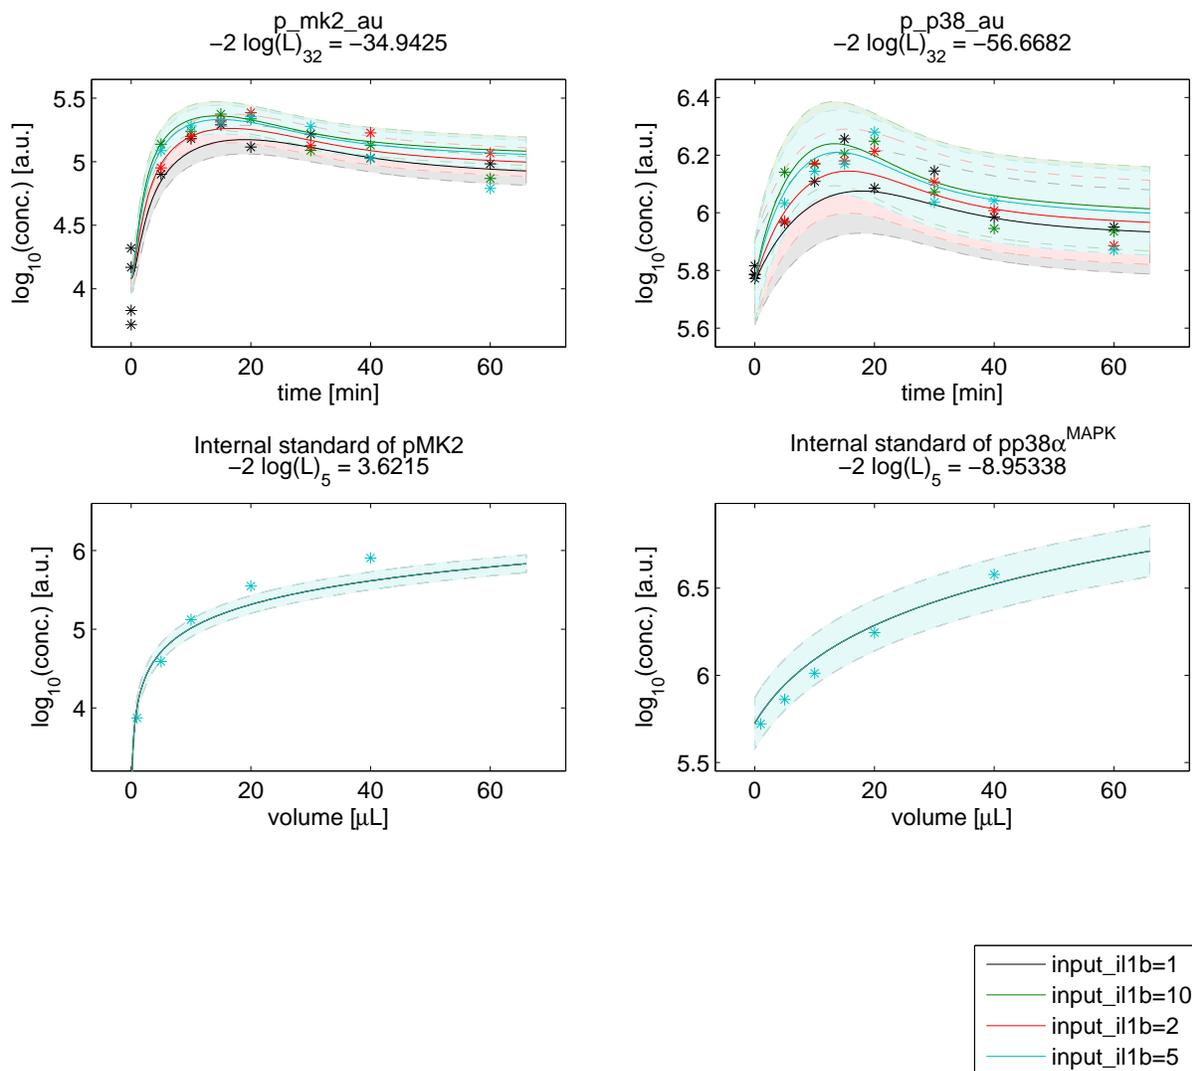 p_mk2_au
−2 log(L)32 = −34.9425
5.5
5
4.5
4
log10(conc.) [a.u.]
0 20 40 60
time [min]
p_p38_au
−2 log(L)32 = −56.6682
6.4
6.2
6
5.8
5.6
log10(conc.) [a.u.]
0 20 40 60
time [min]
Internal standard of pMK2
−2 log(L)5 = 3.6215
6
5
4
log10(conc.) [a.u.]
0 20 40 60
volume [μL]
Internal standard of pp38αMAPK
−2 log(L)5 = −8.95338
6.5
6
5.5
log10(conc.) [a.u.]
0 20 40 60
volume [μL]
input_il1b=1
input_il1b=10
input_il1b=2
input_il1b=5